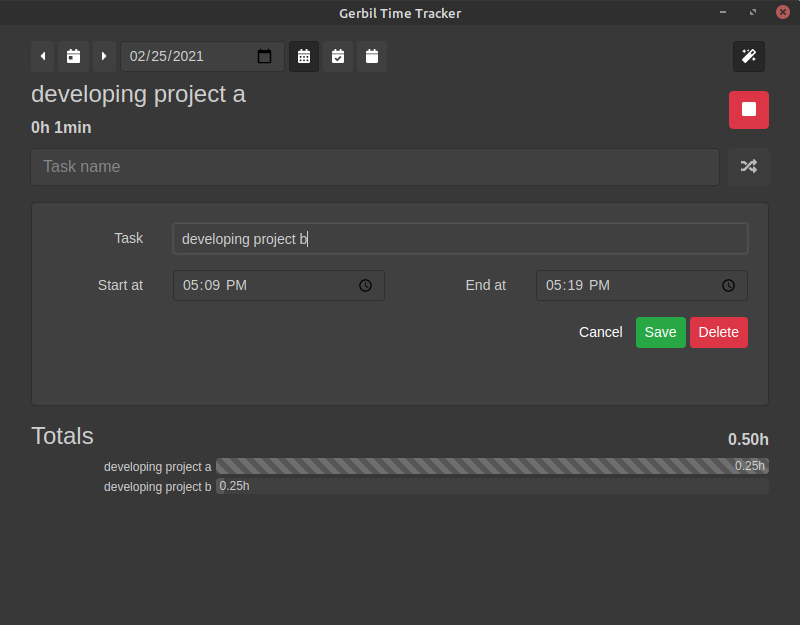 Gerbil Time Tracker
02/25/2021
developing project a
0h 1min
Task name
Task developing project b
Start at 05:09 PM End at 05:19 PM
Cancel Save Delete
Totals 0.50h
developing project a 0.25h
developing project b 0.25h